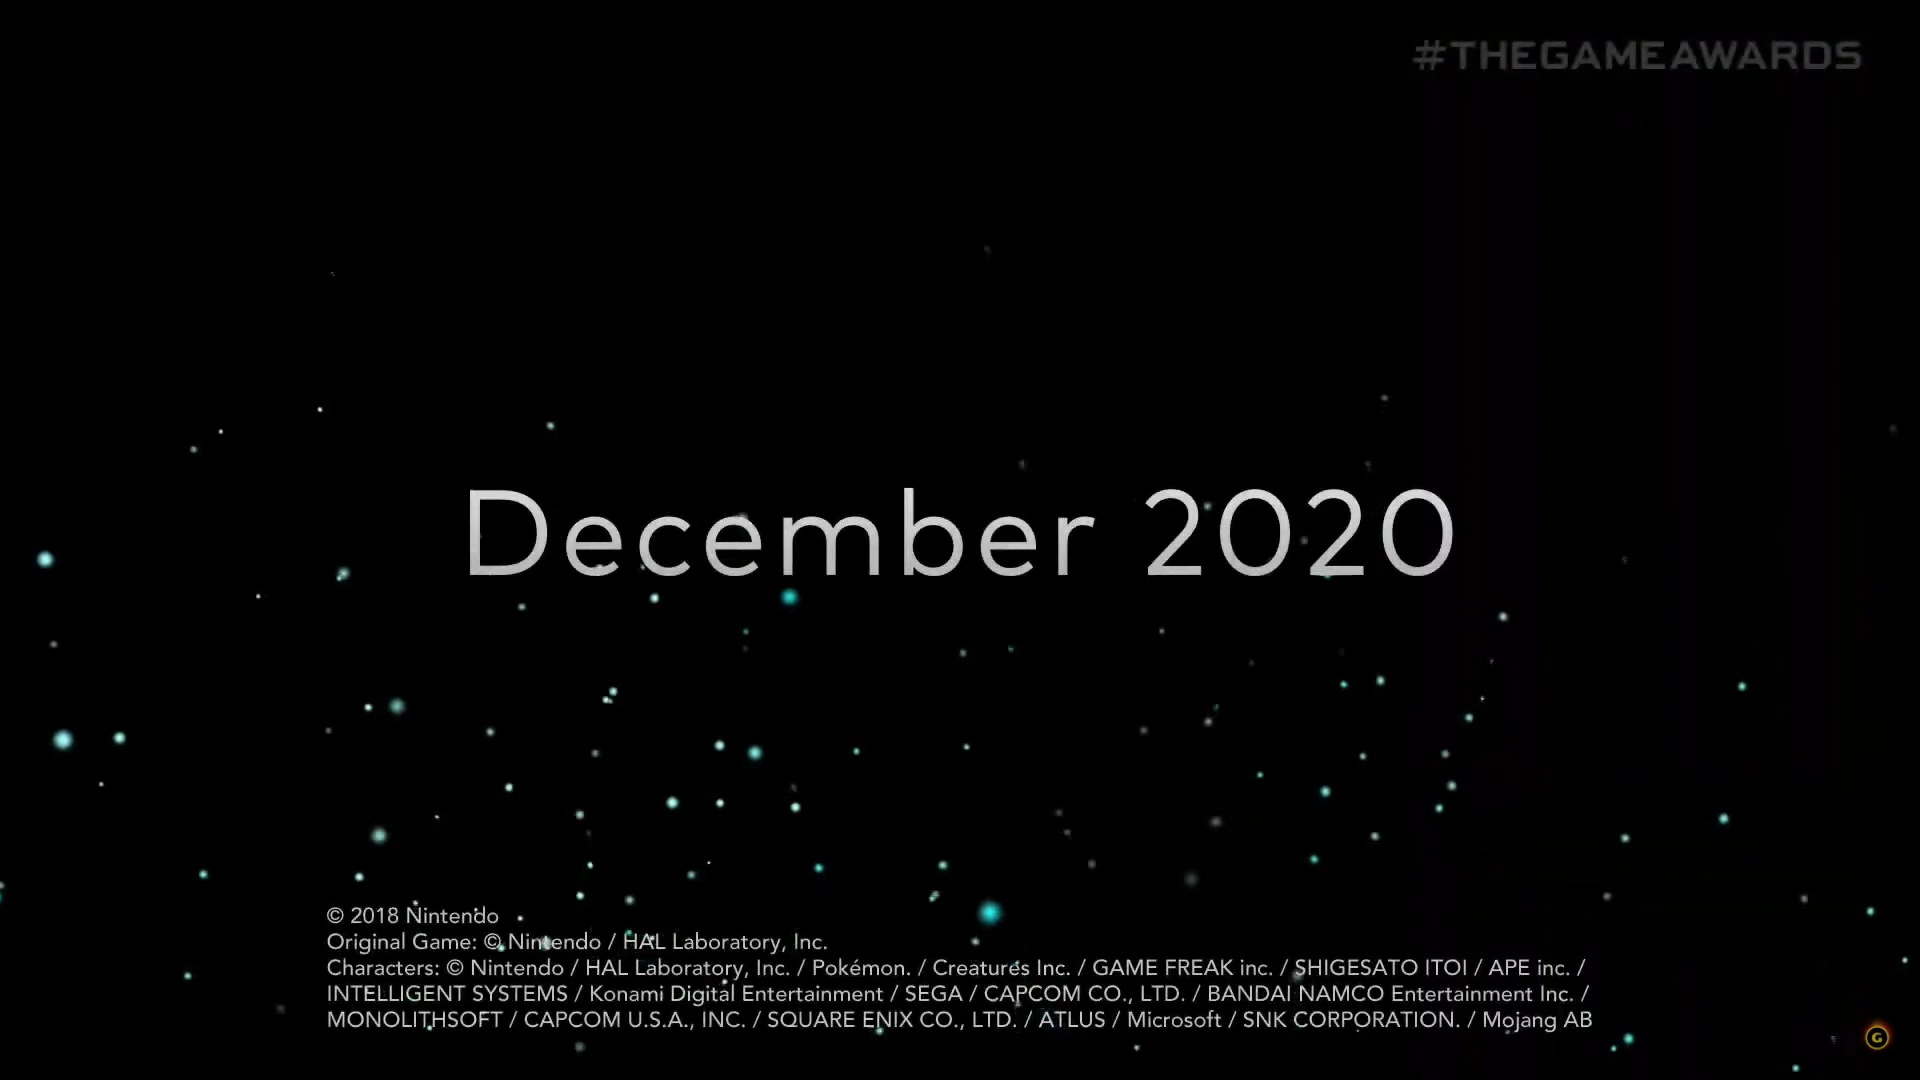 #THEGAMEAWARDS
December 2020
© 2018 Nintendo
Original Game: © Nintendo / HAL Laboratory, Inc.
Characters: © Nintendo / HAL Laboratory, Inc. / Pokémon. / Creatures Inc. / GAME FREAK inc. / SHIGESATO ITOI / APE inc. /
INTELLIGENT SYSTEMS / Konami Digital Entertainment / SEGA / CAPCOM CO., LTD. / BANDAI NAMCO Entertainment Inc. /
MONOLITHSOFT / CAPCOM U.S.A., INC. / SQUARE ENIX CO., LTD. / ATLUS / Microsoft / SNK CORPORATION. / Mojang AB
G